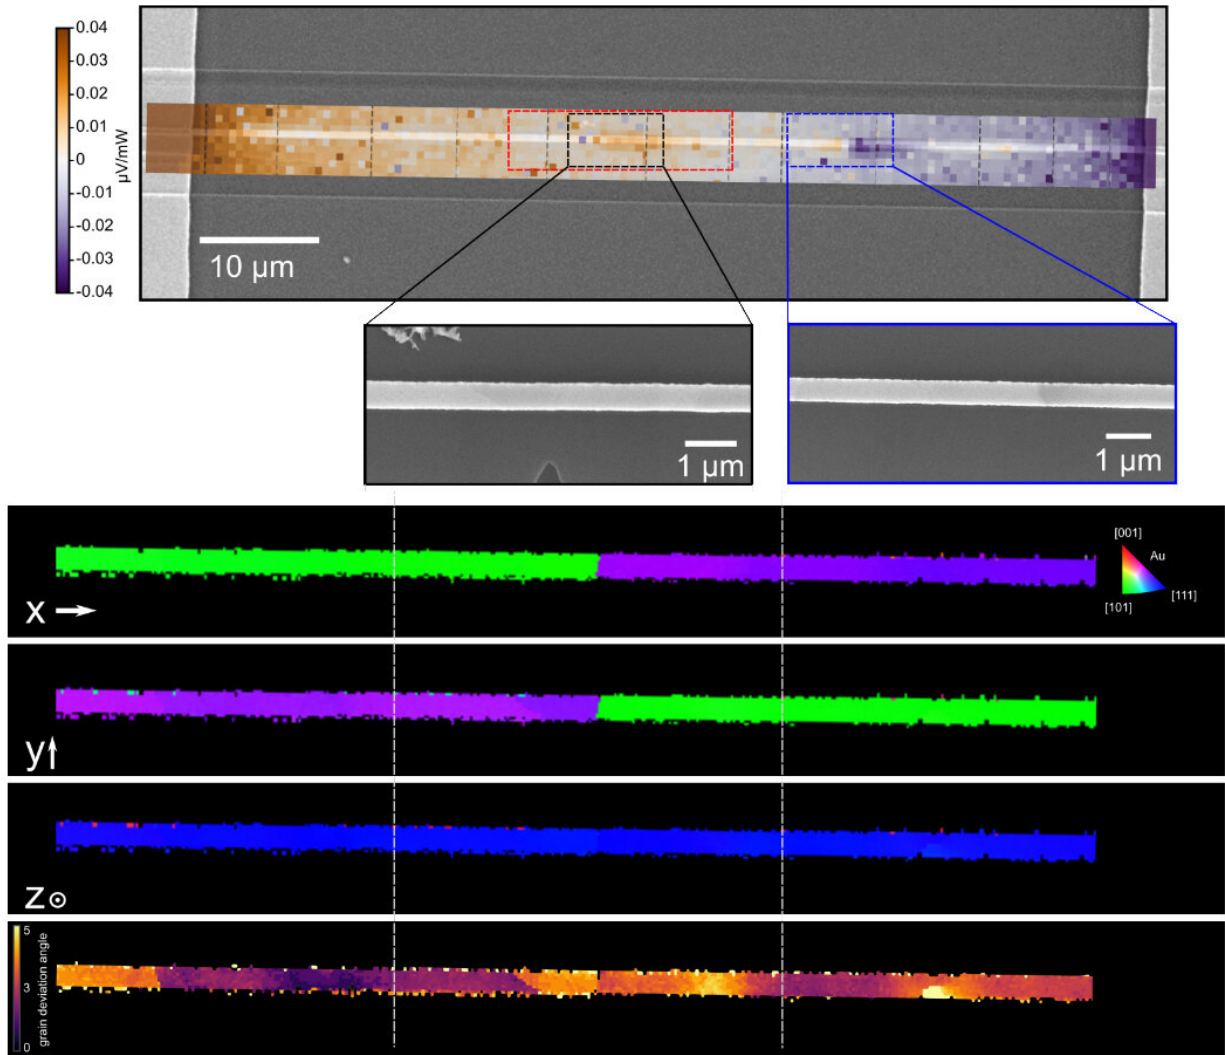 0.04
0.03
0.02
0.01
0
-0.01
-0.02
-0.03
-0.04
µV/mW
10 µm
1 µm
1 µm
[001]
Au
[101]
[111]
x
y
z
5
3
0
grain deviation angle